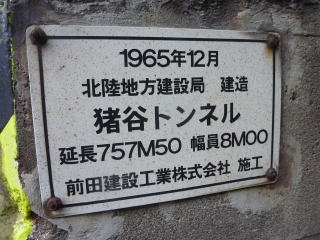 1965年12月
北陸地方建設局 建造
猪谷トンネル
延長757M50 幅員8M00
前田建設工業株式会社 施工